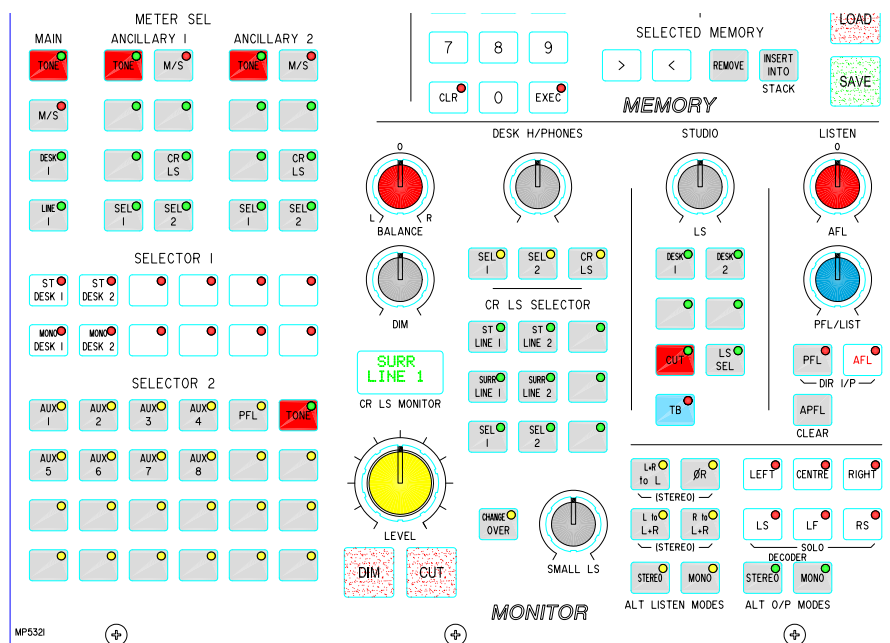 METER SEL
MAIN
ANCILLARY 1
ANCILLARY 2
TONE
TONE
M/S
TONE
M/S
M/S
DESK
1
CR
LS
CR
LS
LINE
1
SEL
1
SEL
2
SEL
1
SEL
2
SELECTOR 1
ST
DESK 1
ST
DESK 2
MONO
DESK 1
MONO
DESK 2
SELECTOR 2
AUX
1
AUX
2
AUX
3
AUX
4
PFL
TONE
AUX
5
AUX
6
AUX
7
AUX
8
MP5321
7
8
9
CLR
0
EXEC
SELECTED MEMORY
>
<
REMOVE
INSERT
INTO
STACK
LOAD
SAVE
MEMORY
0
L
R
BALANCE
DIM
SURR
LINE 1
CR LS MONITOR
LEVEL
DIM
CUT
DESK H/PHONES
SEL
1
SEL
2
CR
LS
CR LS SELECTOR
ST
LINE 1
ST
LINE 2
SURR
LINE 1
SURR
LINE 2
SEL
1
SEL
2
CHANGE
OVER
SMALL LS
MONITOR
STUDIO
LS
DESK
1
DESK
2
CUT
LS
SEL
TB
LISTEN
0
AFL
PFL/LIST
PFL
AFL
DIR
I/P
APFL
CLEAR
L+R
to L
ØR
(STEREO)
L to
L+R
R to
L+R
(STEREO)
STEREO
MONO
ALT LISTEN MODES
LEFT
CENTRE
RIGHT
LS
LF
RS
SOLO
DECODER
STEREO
MONO
ALT O/P MODES